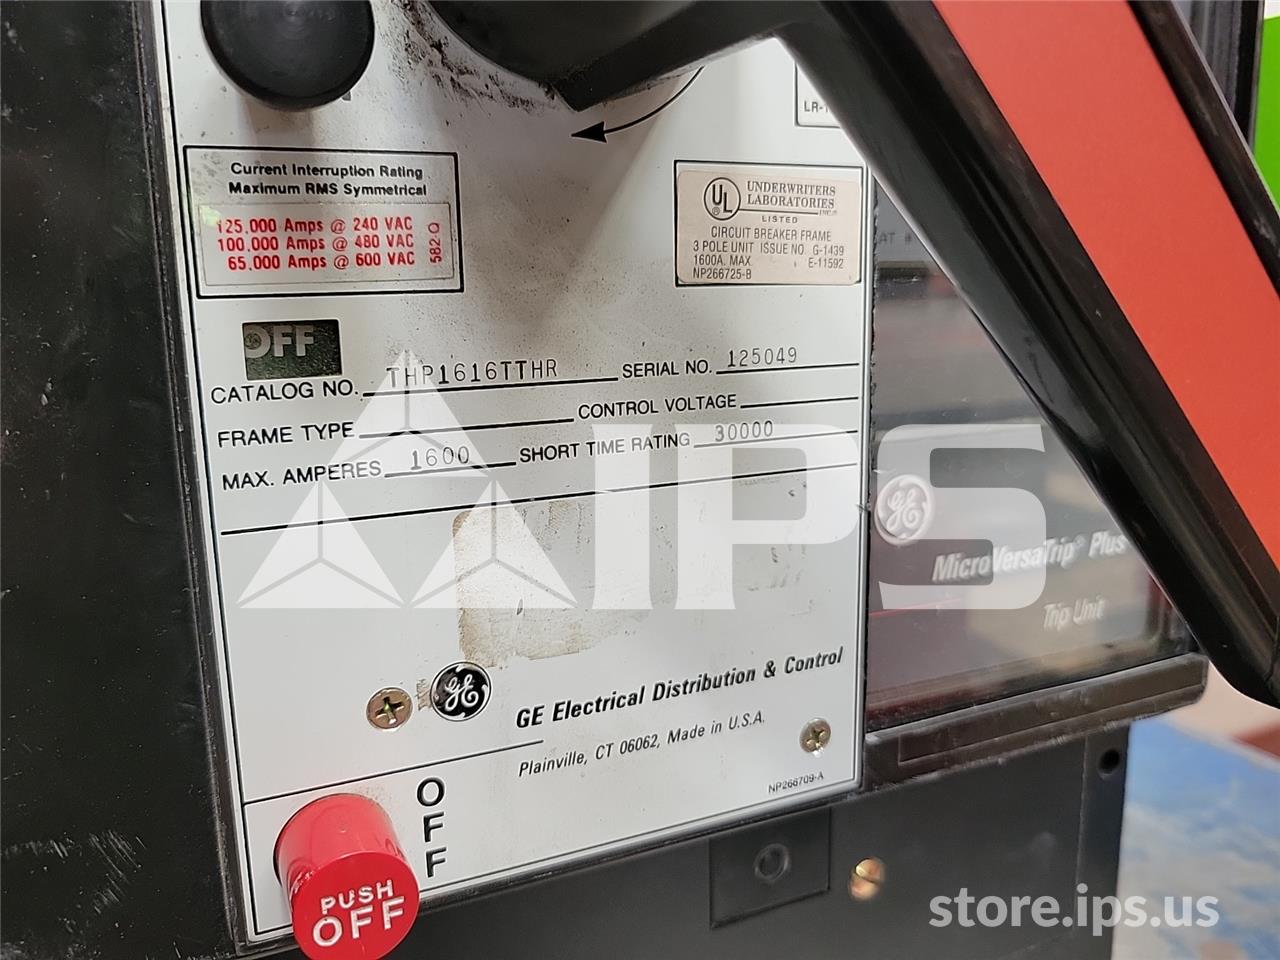 Current Interruption Rating
Maximum RMS Symmetrical
125,000 Amps @ 240 VAC
100,000 Amps @ 480 VAC
65,000 Amps @ 600 VAC
582-Q
LR-
UL
UNDERWRITERS
LABORATORIES
INC.®
LISTED
CIRCUIT BREAKER FRAME
3 POLE UNIT ISSUE NO. G-1439
1600A. MAX. E-11592
NP266725-B
OFF
CATALOG NO. THP1616TTHR SERIAL NO. 125049
FRAME TYPE CONTROL VOLTAGE
MAX. AMPERES 1600 SHORT TIME RATING 30000
IPS
GE
MicroVersaTrip® Plus
Trip Unit
GE
GE Electrical Distribution & Control
Plainville, CT 06062, Made in U.S.A.
NP266709-A
OFF
PUSH
OFF
store.ips.us